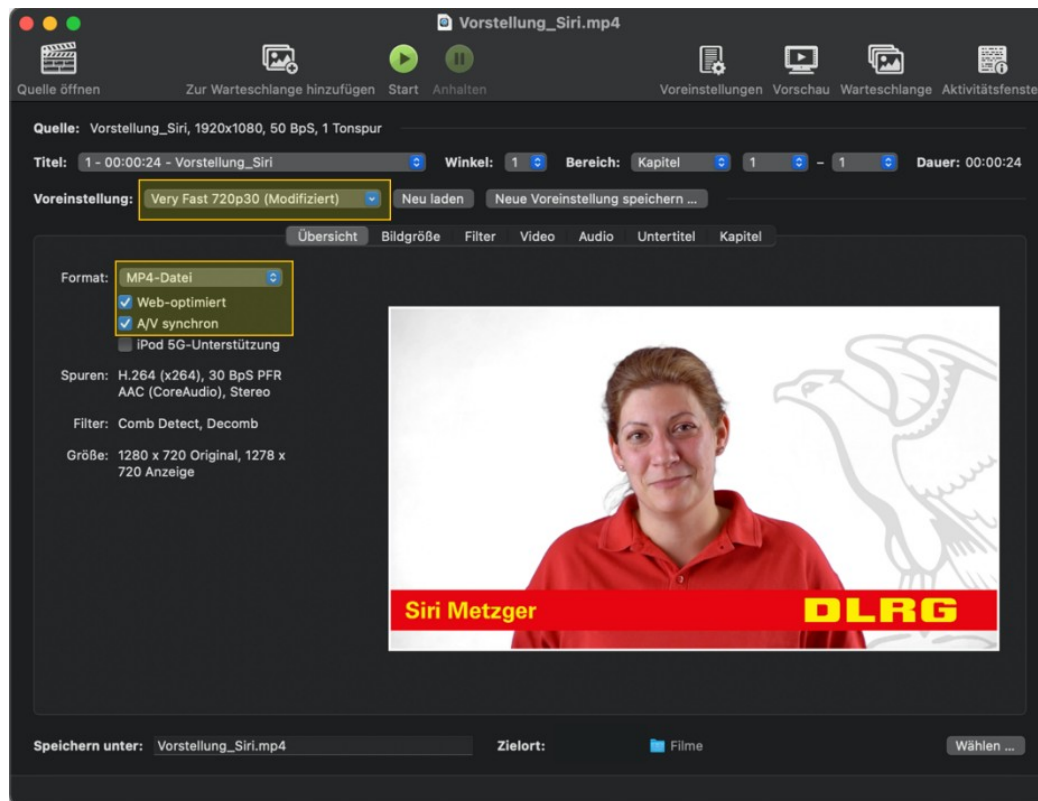 Vorstellung_Siri.mp4
Quelle öffnen Zur Warteschlange hinzufügen Start Anhalten Voreinstellungen Vorschau Warteschlange Aktivitätsfenste
Quelle: Vorstellung_Siri, 1920x1080, 50 BpS, 1 Tonspur
Titel: 1 - 00:00:24 - Vorstellung_Siri Winkel: 1 Bereich: Kapitel 1 – 1 Dauer: 00:00:24
Voreinstellung: Very Fast 720p30 (Modifiziert) Neu laden Neue Voreinstellung speichern ...
Übersicht Bildgröße Filter Video Audio Untertitel Kapitel
Format: MP4-Datei
Web-optimiert
A/V synchron
iPod 5G-Unterstützung
Spuren: H.264 (x264), 30 BpS PFR
AAC (CoreAudio), Stereo
Filter: Comb Detect, Decomb
Größe: 1280 x 720 Original, 1278 x
720 Anzeige
Siri Metzger DLRG
Speichern unter: Vorstellung_Siri.mp4 Zielort: Filme Wählen ...